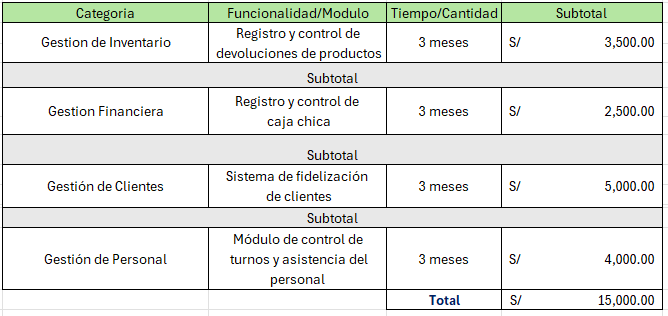 Categoria Funcionalidad/Modulo Tiempo/Cantidad Subtotal
Gestion de Inventario Registro y control de devoluciones de productos 3 meses S/ 3,500.00
Subtotal
Gestion Financiera Registro y control de caja chica 3 meses S/ 2,500.00
Subtotal
Gestión de Clientes Sistema de fidelización de clientes 3 meses S/ 5,000.00
Subtotal
Gestión de Personal Módulo de control de turnos y asistencia del personal 3 meses S/ 4,000.00
Total S/ 15,000.00